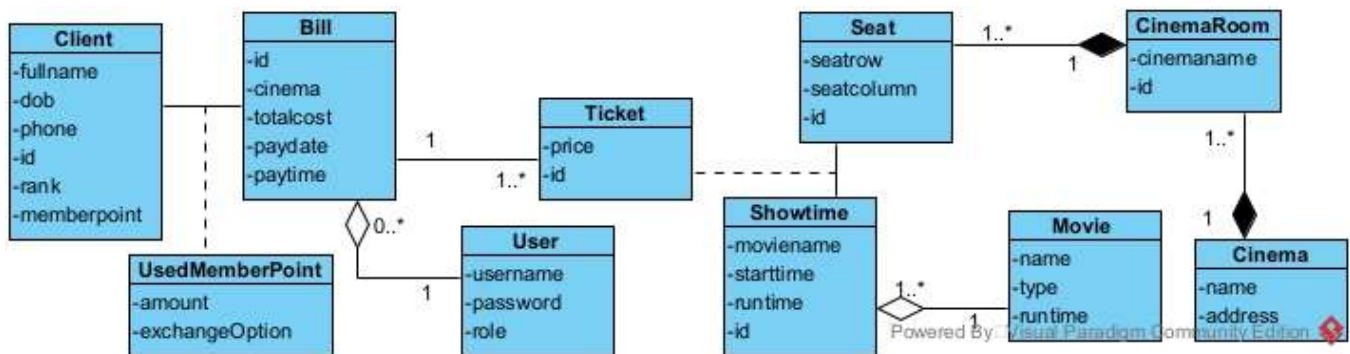 Client
-fullname
-dob
-phone
-id
-rank
-memberpoint
Bill
-id
-cinema
-totalcost
-paydate
-paytime
1
1..*
0..*
1
Ticket
-price
-id
UsedMemberPoint
-amount
-exchangeOption
User
-username
-password
-role
Seat
-seatrow
-seatcolumn
-id
1..*
1
CinemaRoom
-cinemaname
-id
1..*
1
Showtime
-moviename
-starttime
-runtime
-id
1..*
1
Movie
-name
-type
-runtime
Cinema
-name
-address
Powered By Visual Paradigm Community Edition